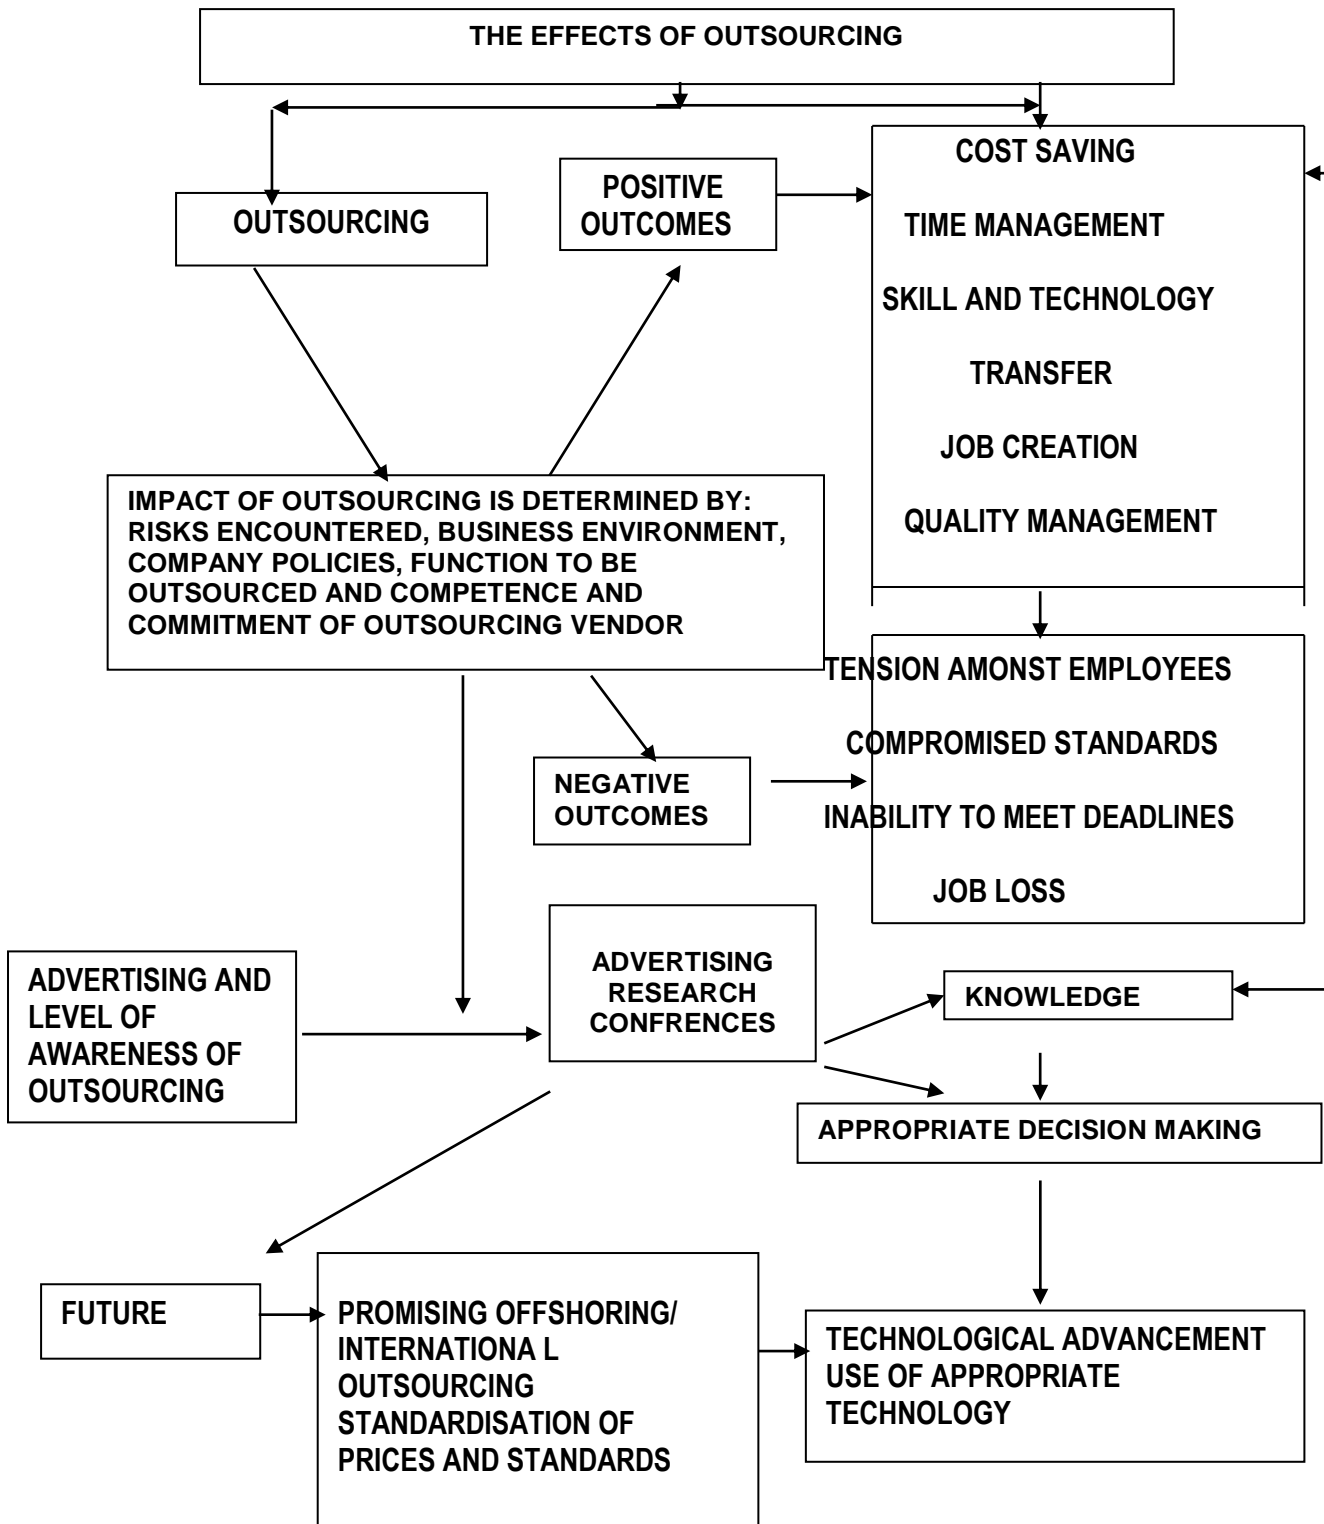 THE EFFECTS OF OUTSOURCING
COST SAVING
POSITIVE
OUTCOMES
OUTSOURCING
TIME MANAGEMENT
SKILL AND TECHNOLOGY
TRANSFER
JOB CREATION
QUALITY MANAGEMENT
IMPACT OF OUTSOURCING IS DETERMINED BY:
RISKS ENCOUNTERED, BUSINESS ENVIRONMENT,
COMPANY POLICIES, FUNCTION TO BE
OUTSOURCED AND COMPETENCE AND
COMMITMENT OF OUTSOURCING VENDOR
TENSION AMONST EMPLOYEES
COMPROMISED STANDARDS
INABILITY TO MEET DEADLINES
JOB LOSS
NEGATIVE
OUTCOMES
ADVERTISING
RESEARCH
CONFRENCES
ADVERTISING AND
LEVEL OF
AWARENESS OF
OUTSOURCING
KNOWLEDGE
APPROPRIATE DECISION MAKING
FUTURE
PROMISING OFFSHORING/
INTERNATIONA L
OUTSOURCING
STANDARDISATION OF
PRICES AND STANDARDS
TECHNOLOGICAL ADVANCEMENT
USE OF APPROPRIATE
TECHNOLOGY